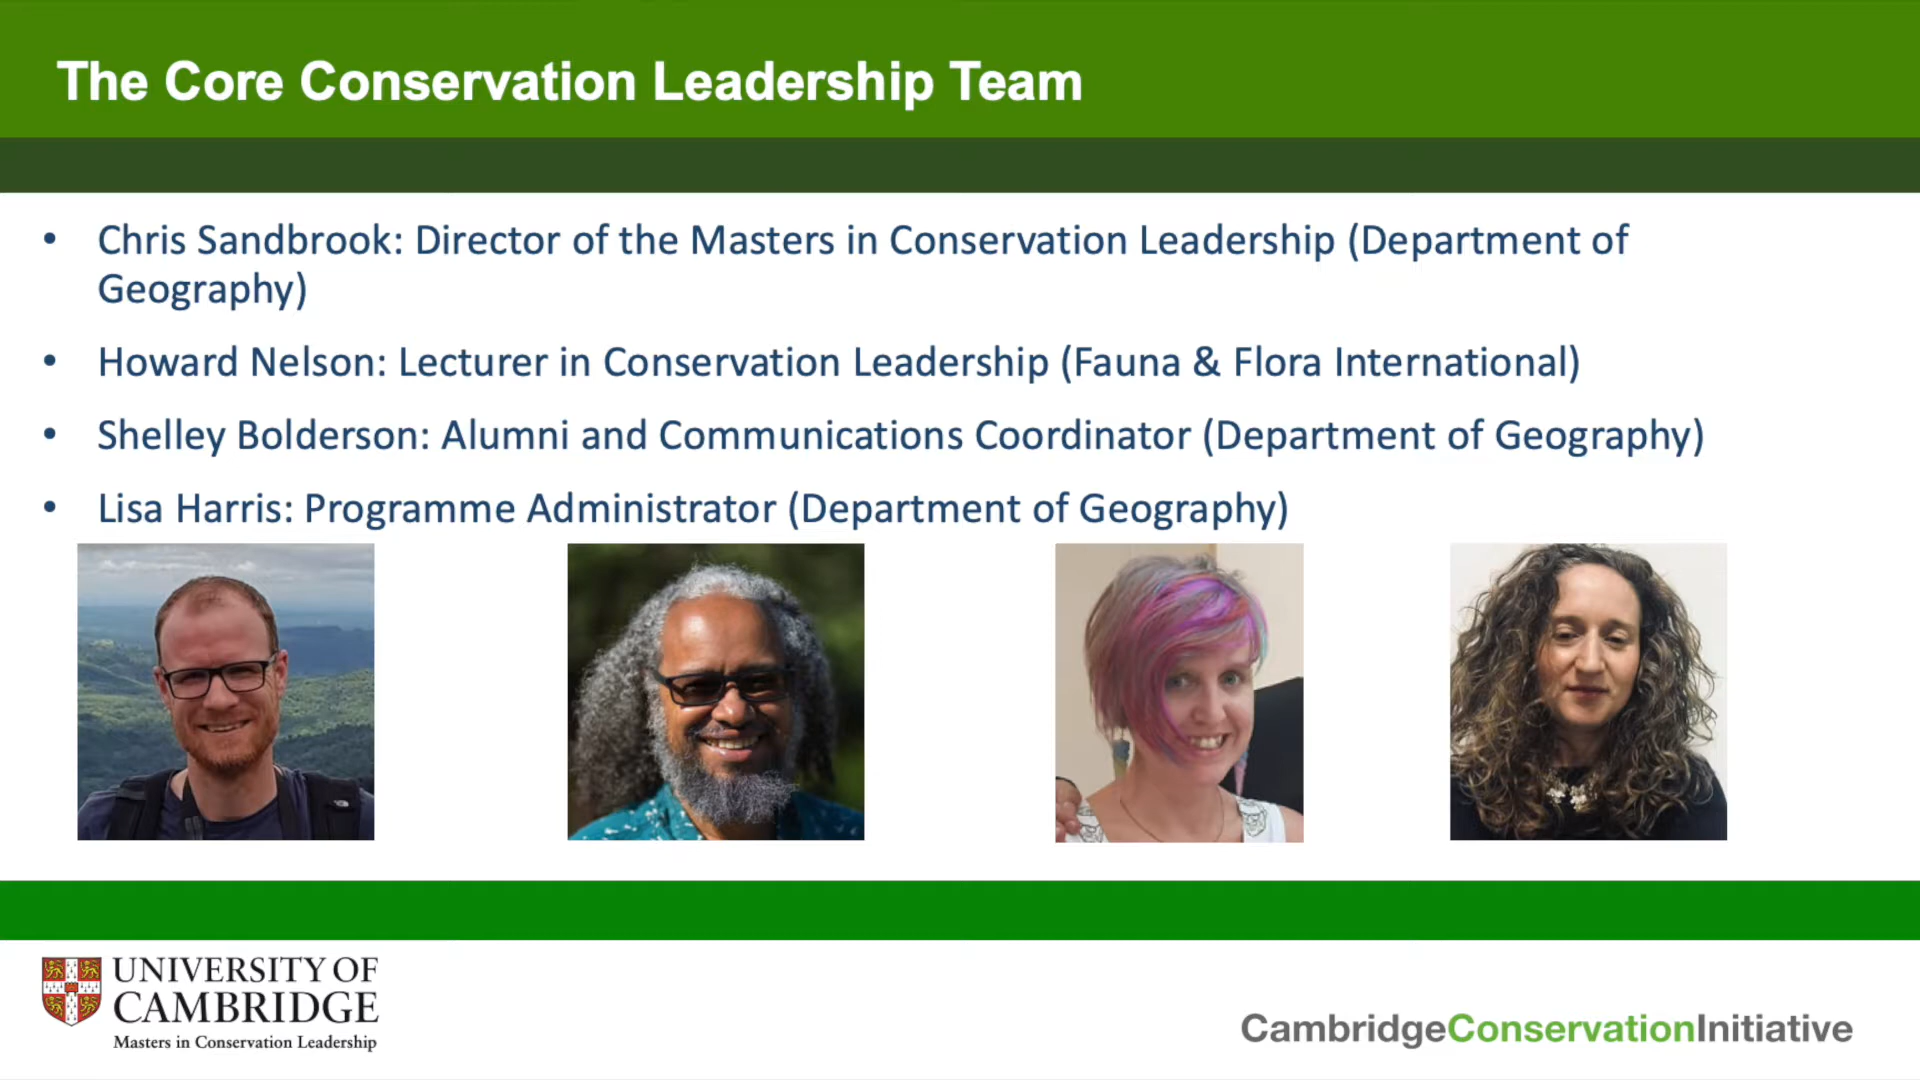 The Core Conservation Leadership Team
• Chris Sandbrook: Director of the Masters in Conservation Leadership (Department of
Geography)
• Howard Nelson: Lecturer in Conservation Leadership (Fauna & Flora International)
• Shelley Bolderson: Alumni and Communications Coordinator (Department of Geography)
• Lisa Harris: Programme Administrator (Department of Geography)
UNIVERSITY OF
CAMBRIDGE
Masters in Conservation Leadership
CambridgeConservationInitiative